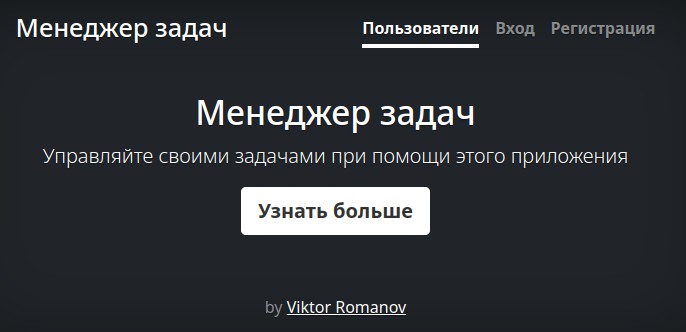 Менеджер задач Пользователи Вход Регистрация
Менеджер задач
Управляйте своими задачами при помощи этого приложения
Узнать больше
by Viktor Romanov